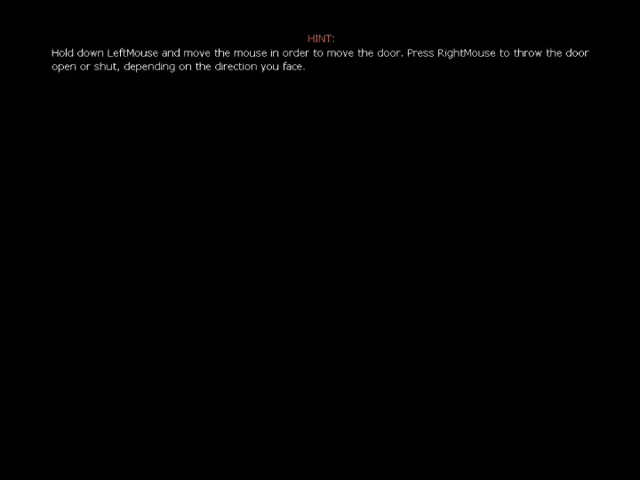 HINT:
Hold down LeftMouse and move the mouse in order to move the door. Press RightMouse to throw the door
open or shut, depending on the direction you face.